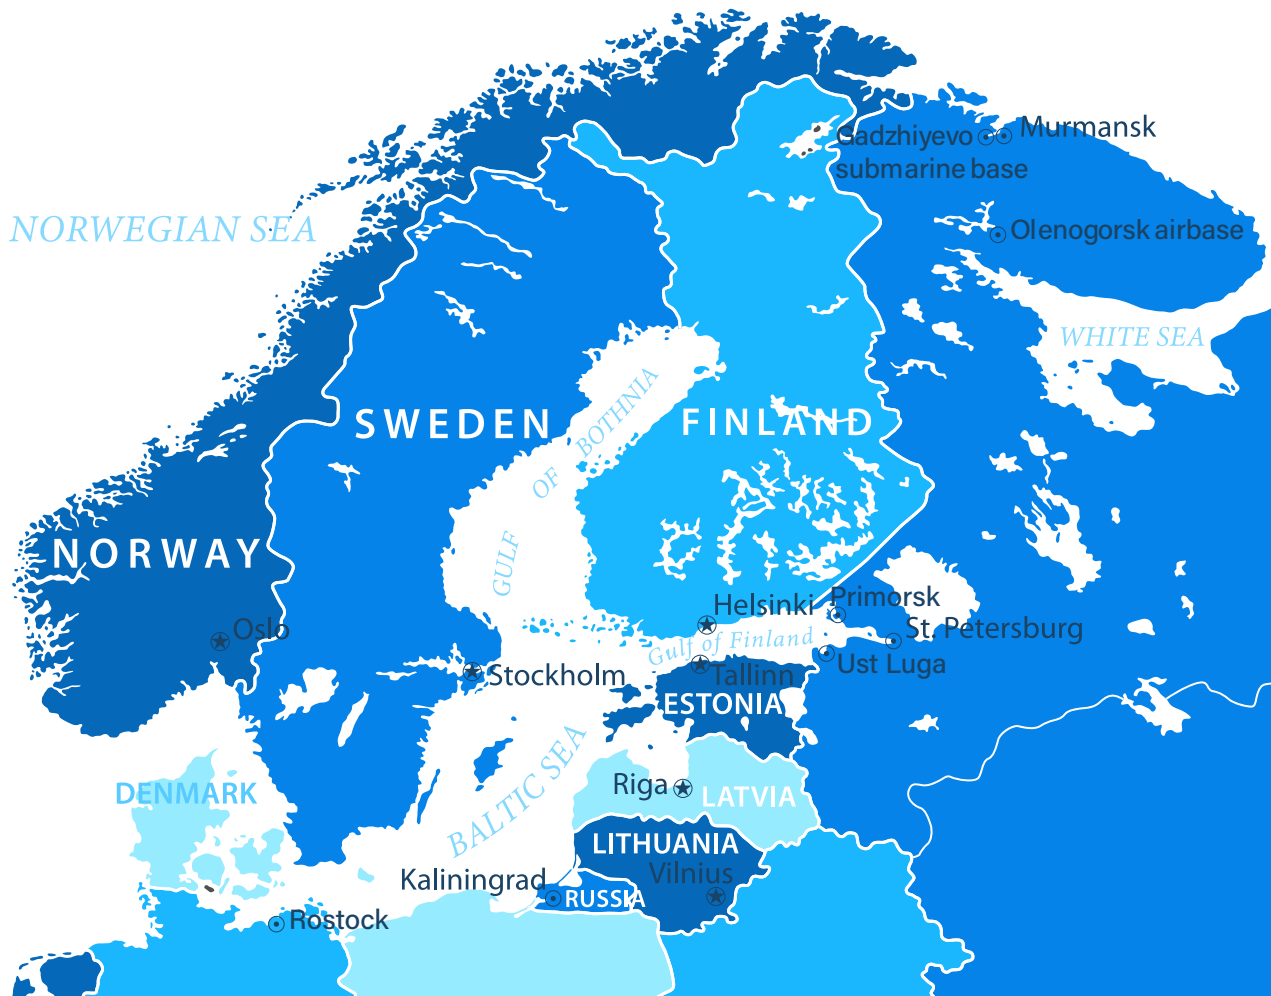 Gadzhiyevo
submarine base
Murmansk
NORWEGIAN SEA
Olenogorsk airbase
WHITE SEA
SWEDEN
FINLAND
GULF OF BOTHNIA
NORWAY
Helsinki
Primorsk
Oslo
St. Petersburg
Gulf of Finland
Ust Luga
Stockholm
Tallinn
ESTONIA
BALTIC SEA
DENMARK
Riga
LATVIA
LITHUANIA
Vilnius
Kaliningrad
RUSSIA
Rostock